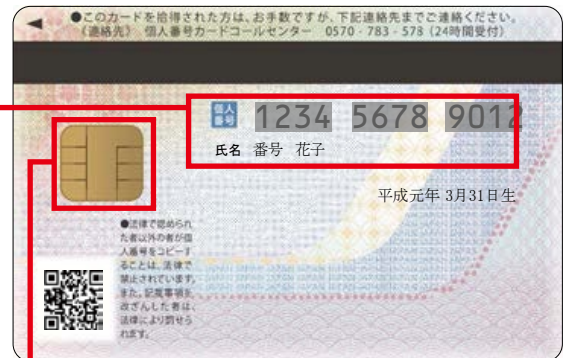 ●このカードを拾得された方は、お手数ですが、下記連絡先までご連絡ください。
（連絡先） 個人番号カードコールセンター 0570-783-578（24時間受付）
個人
番号
1234 5678 9012
氏名 番号 花子
平成元年 3月31日生
●法律で認められ
た者以外の者が個
人番号をコピーす
ることは、法律で
禁止されています。
また、記載事項を
改ざんした者は、
法律により罰せら
れます。